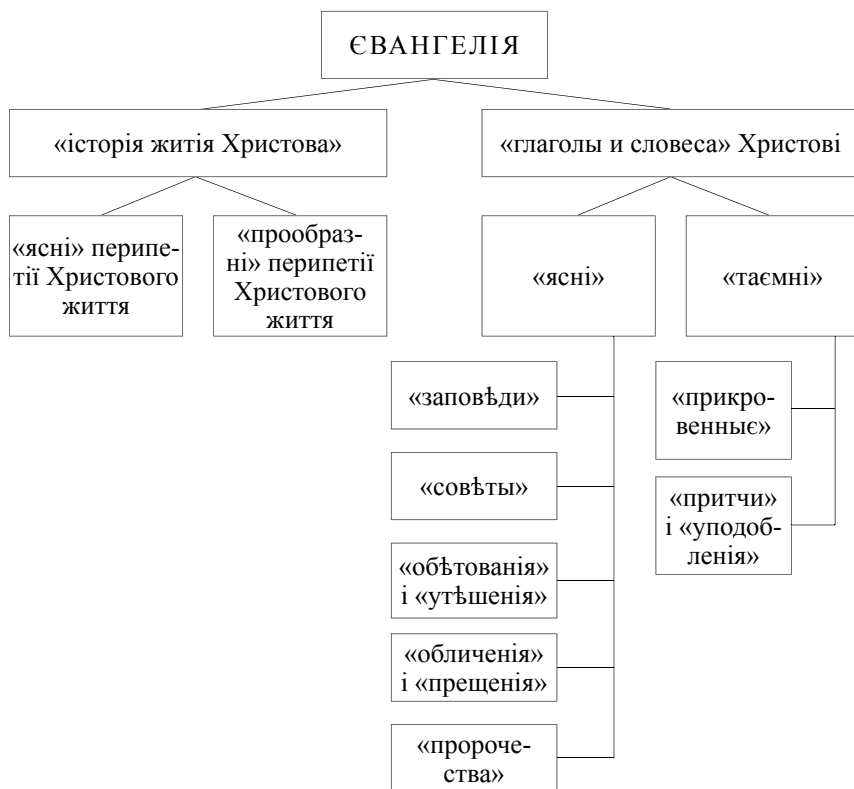 ЄВАНГЕЛІЯ
«історія житія Христова»
«глаголы и словеса» Христові
«ясні» перипе-
тії Христового
життя
«прообраз-
ні» перипетії
Христового
життя
«ясні»
«таємні»
«заповѣди»
«совѣты»
«обѣтованія»
і «утѣшенія»
«обличенія»
і «прещенія»
«пророче-
ства»
«прикро-
венныє»
«притчи»
і «уподоб-
ленія»